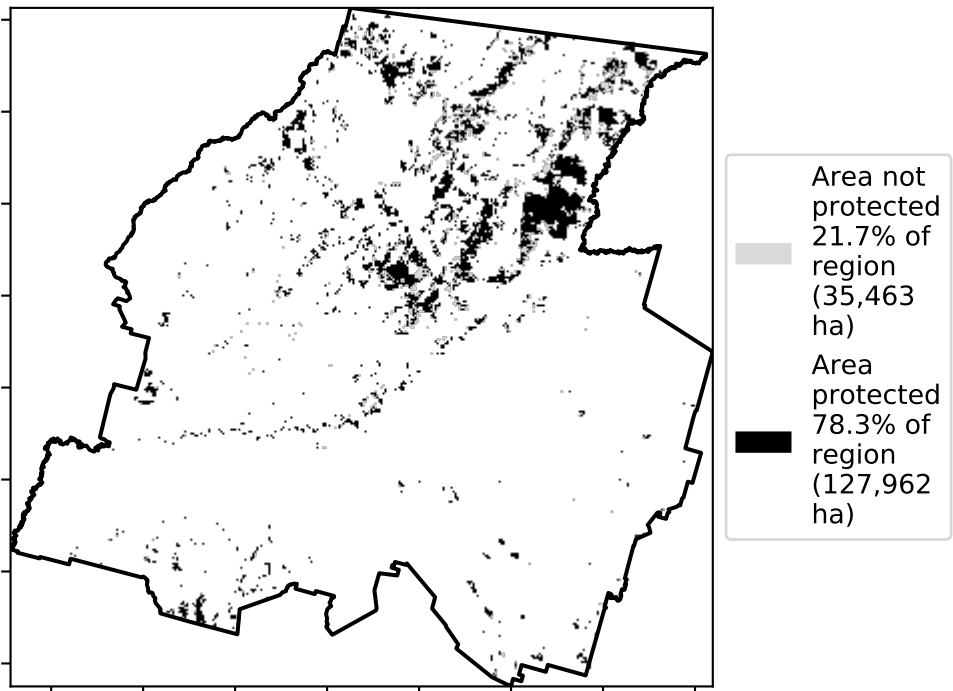 Area not
protected
21.7% of
region
(35,463
ha)
Area
protected
78.3% of
region
(127,962
ha)